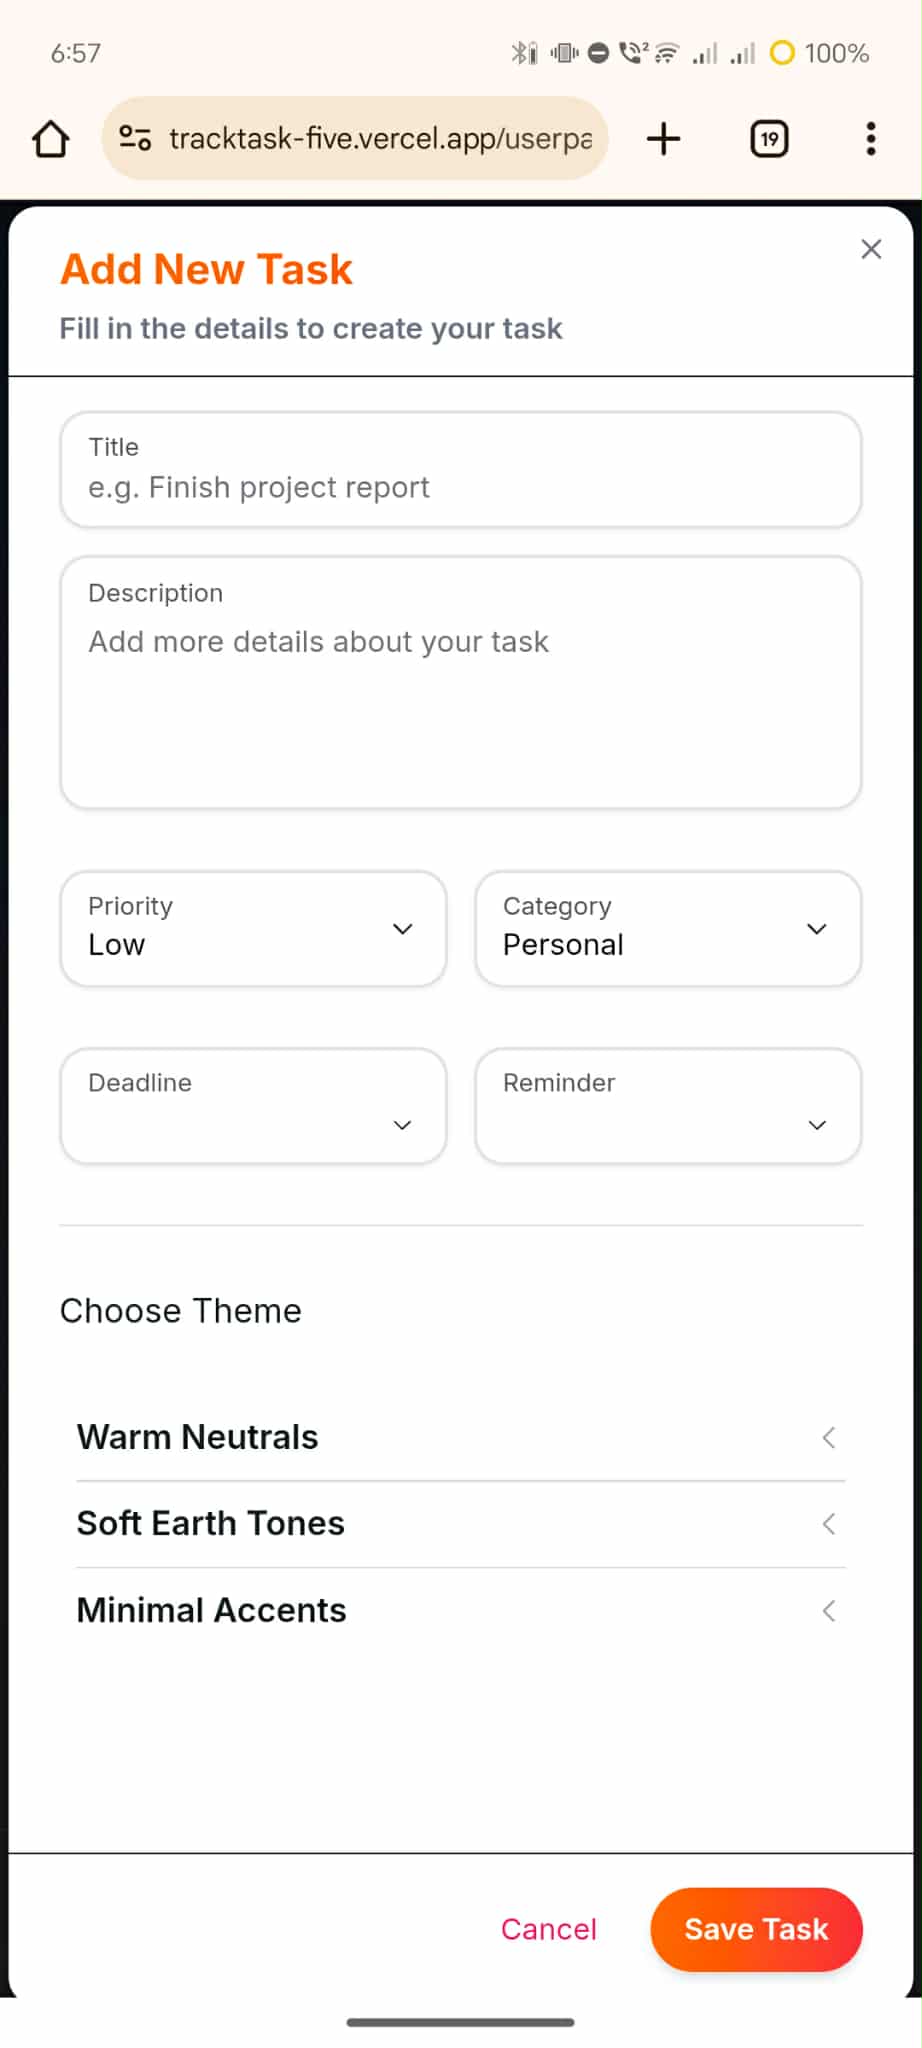 6:57
2
100%
tracktask-five.vercel.app/userpa
19
Add New Task
Fill in the details to create your task
Title
e.g. Finish project report
Description
Add more details about your task
Priority
Low
Category
Personal
Deadline
Reminder
Choose Theme
Warm Neutrals
Soft Earth Tones
Minimal Accents
Cancel
Save Task